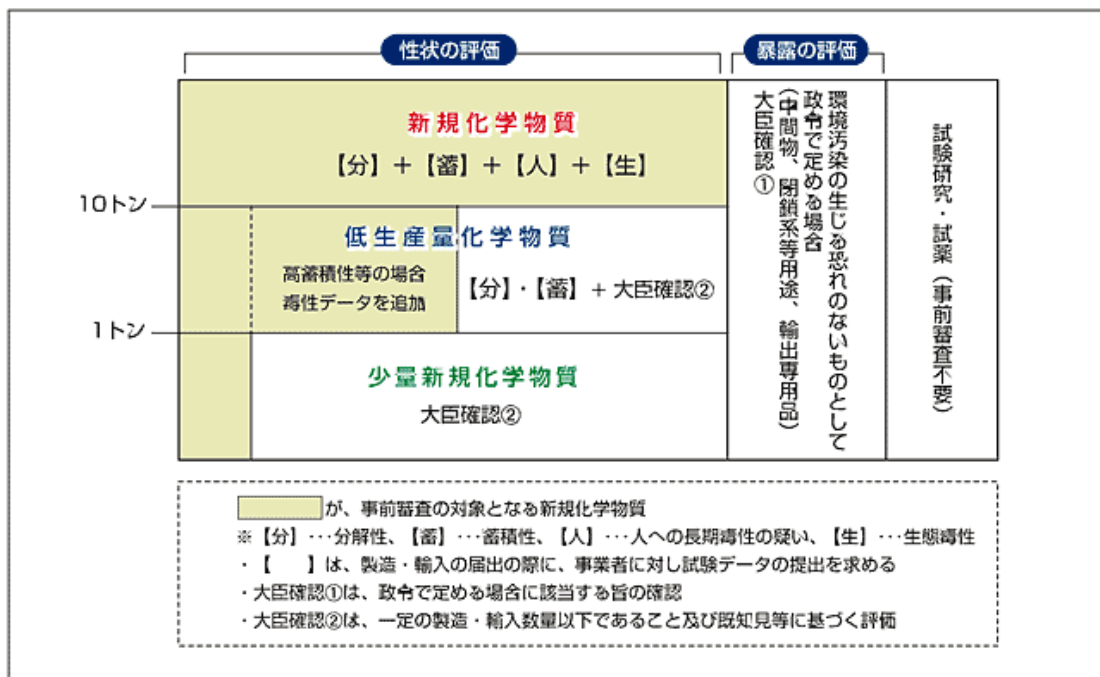 性状の評価
暴露の評価
新規化学物質
【分】＋【蓄】＋【人】＋【生】
10トン
低生産量化学物質
高蓄積性等の場合
毒性データを追加
【分】・【蓄】＋大臣確認②
1トン
少量新規化学物質
大臣確認②
環境汚染の生じる恐れのないものとして
政令で定める場合
（中間物、閉鎖系等用途、輸出専用品）
大臣確認①
試験研究・試薬（事前審査不要）
が、事前審査の対象となる新規化学物質
※【分】･･･分解性、【蓄】･･･蓄積性、【人】･･･人への長期毒性の疑い、【生】･･･生態毒性
・【　　】は、製造・輸入の届出の際に、事業者に対し試験データの提出を求める
・大臣確認①は、政令で定める場合に該当する旨の確認
・大臣確認②は、一定の製造・輸入数量以下であること及び既知見等に基づく評価